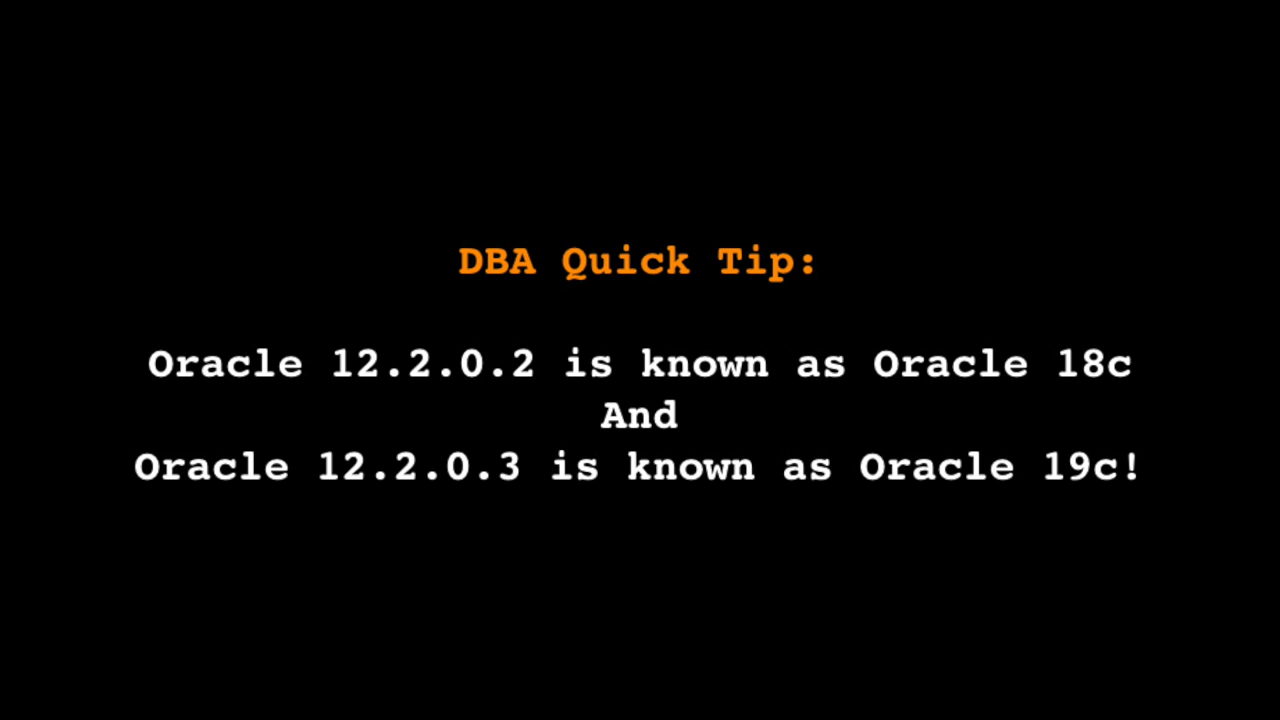 DBA Quick Tip:
Oracle 12.2.0.2 is known as Oracle 18c
And
Oracle 12.2.0.3 is known as Oracle 19c!